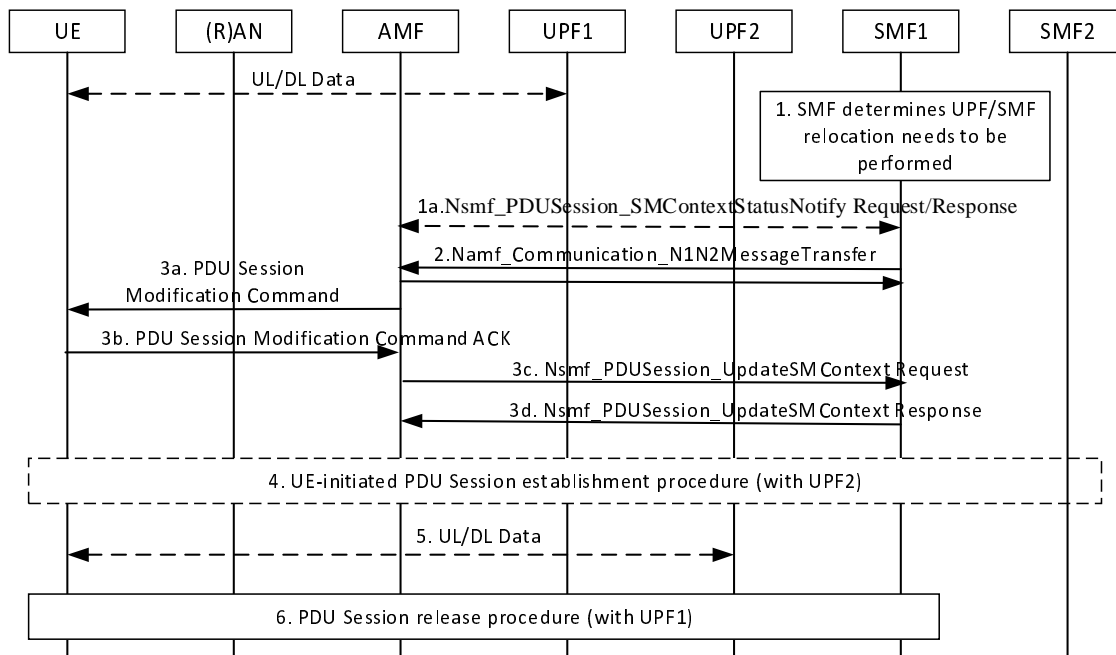 UE
(R)AN
AMF
UPF1
UPF2
SMF1
SMF2
UL/DL Data
1. SMF determines UPF/SMF
relocation needs to be
performed
1a.Nsmf_PDUSession_SMContextStatusNotify Request/Response
2.Namf_Communication_N1N2MessageTransfer
3a. PDU Session
Modification Command
3b. PDU Session Modification Command ACK
3c. Nsmf_PDUSession_UpdateSMContext Request
3d. Nsmf_PDUSession_UpdateSMContext Response
4. UE-initiated PDU Session establishment procedure (with UPF2)
5. UL/DL Data
6. PDU Session release procedure (with UPF1)